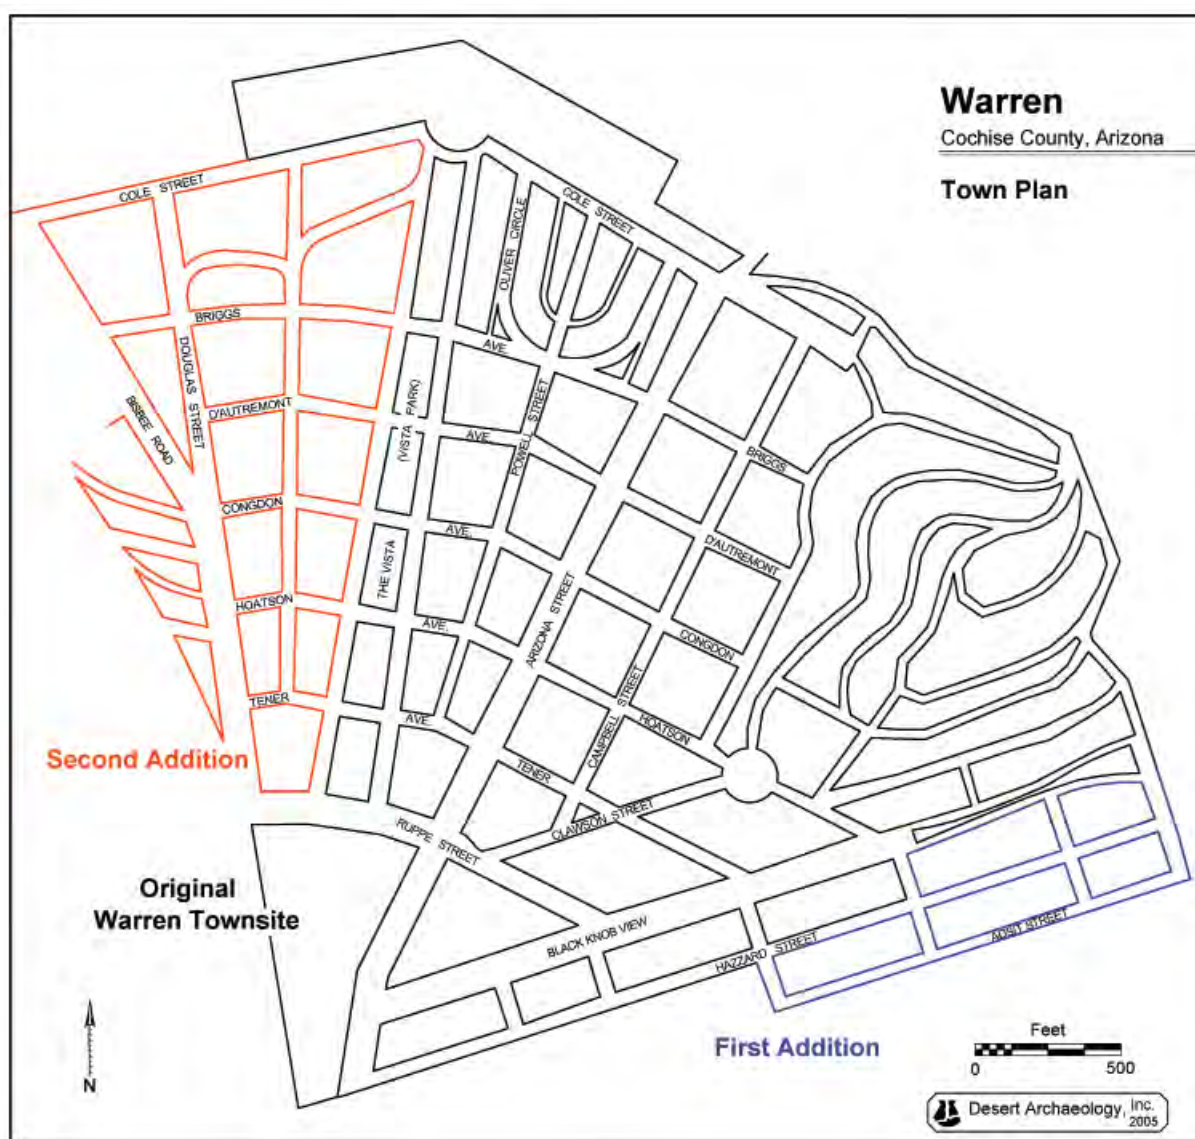 Warren
Cochise County, Arizona
Town Plan
COLE STREET
COLE STREET
OLIVER CIRCLE
BRIGGS
AVE.
DOUGLAS STREET
BISBEE ROAD
D'AUTREMONT
(VISTA PARK)
AVE.
POWELL STREET
BRIGGS
CONGDON
AVE.
D'AUTREMONT
THE VISTA
HOATSON
AVE.
ARIZONA STREET
CONGDON
CAMPBELL STREET
HOATSON
TENER
AVE.
TENER
Second Addition
CLAWSON STREET
RUPPE STREET
Original
Warren Townsite
BLACK KNOB VIEW
HAZZARD STREET
ADSIT STREET
First Addition
N
Feet
0 500
Desert Archaeology, Inc.
2005